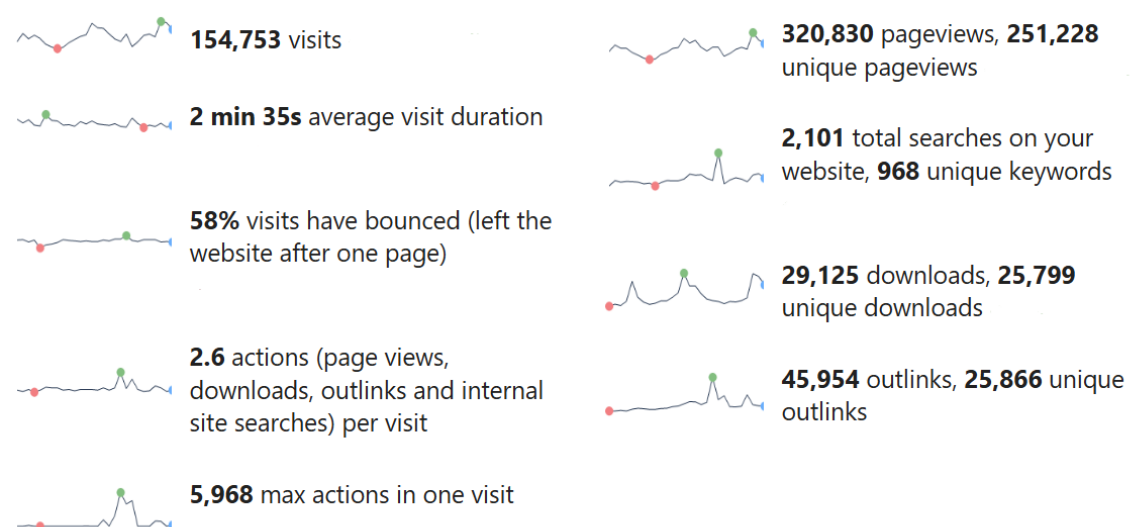 154,753 visits
2 min 35s average visit duration
58% visits have bounced (left the
website after one page)
2.6 actions (page views,
downloads, outlinks and internal
site searches) per visit
5,968 max actions in one visit
320,830 pageviews, 251,228
unique pageviews
2,101 total searches on your
website, 968 unique keywords
29,125 downloads, 25,799
unique downloads
45,954 outlinks, 25,866 unique
outlinks